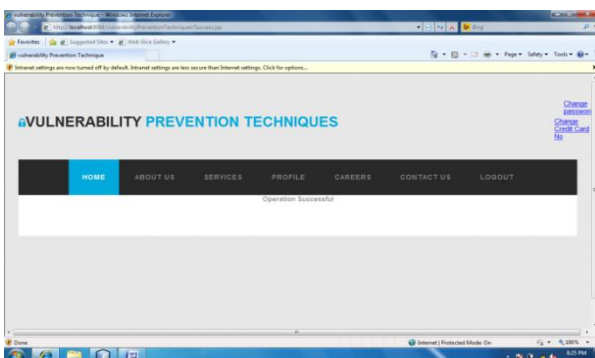 vulnerability Prevention Technique - Windows Internet Explorer
Bing
Favorites Suggested Sites Web Slice Gallery
vulnerability Prevention Technique
Page Safety Tools
Intranet settings are now turned off by default. Intranet settings are less secure than Internet settings. Click for options...
Change
password
Change
Credit Card
No
VULNERABILITY PREVENTION TECHNIQUES
HOME ABOUT US SERVICES PROFILE CAREERS CONTACT US LOGOUT
Operation Successful
Done
Internet | Protected Mode: On
100%
8:25 PM